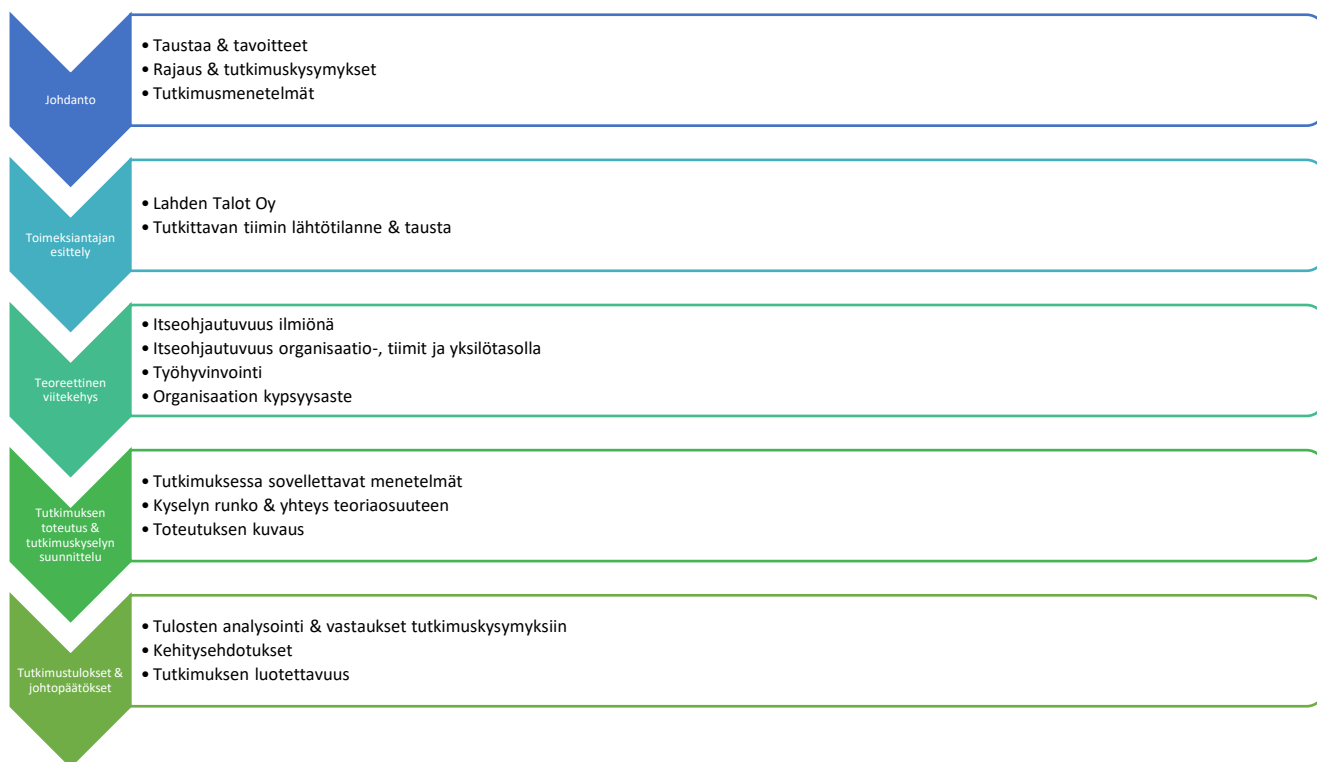 Johdanto
• Taustaa & tavoitteet
• Rajaus & tutkimuskysymykset
• Tutkimusmenetelmät
Toimeksiantajan
esittely
• Lahden Talot Oy
• Tutkittavan tiimin lähtötilanne & tausta
Teoreettinen
viitekehys
• Itseohjautuvuus ilmiönä
• Itseohjautuvuus organisaatio-, tiimit ja yksilötasolla
• Työhyvinvointi
• Organisaation kypsyysaste
Tutkimuksen
toteutus &
tutkimuskyselyn
suunnittelu
• Tutkimuksessa sovellettavat menetelmät
• Kyselyn runko & yhteys teoriaosuuteen
• Toteutuksen kuvaus
Tutkimustulokset &
johtopäätökset
• Tulosten analysointi & vastaukset tutkimuskysymyksiin
• Kehitysehdotukset
• Tutkimuksen luotettavuus